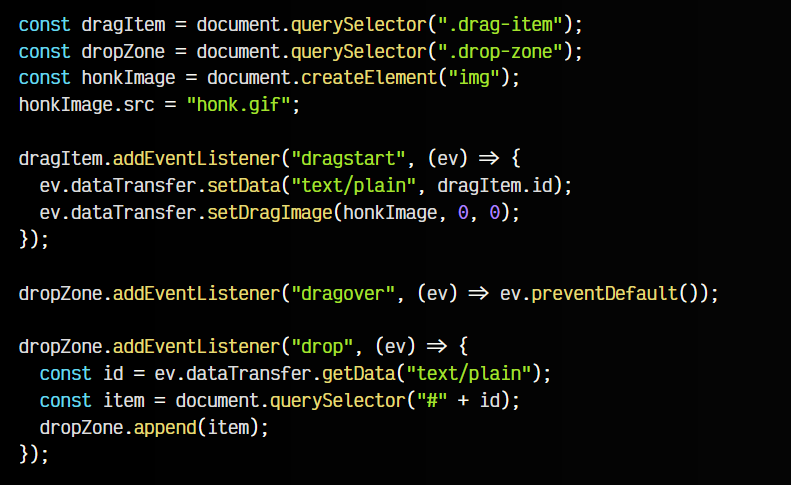 const dragItem = document.querySelector(".drag-item");
const dropZone = document.querySelector(".drop-zone");
const honkImage = document.createElement("img");
honkImage.src = "honk.gif";

dragItem.addEventListener("dragstart", (ev) => {
  ev.dataTransfer.setData("text/plain", dragItem.id);
  ev.dataTransfer.setDragImage(honkImage, 0, 0);
});

dropZone.addEventListener("dragover", (ev) => ev.preventDefault());

dropZone.addEventListener("drop", (ev) => {
  const id = ev.dataTransfer.getData("text/plain");
  const item = document.querySelector("#" + id);
  dropZone.append(item);
});